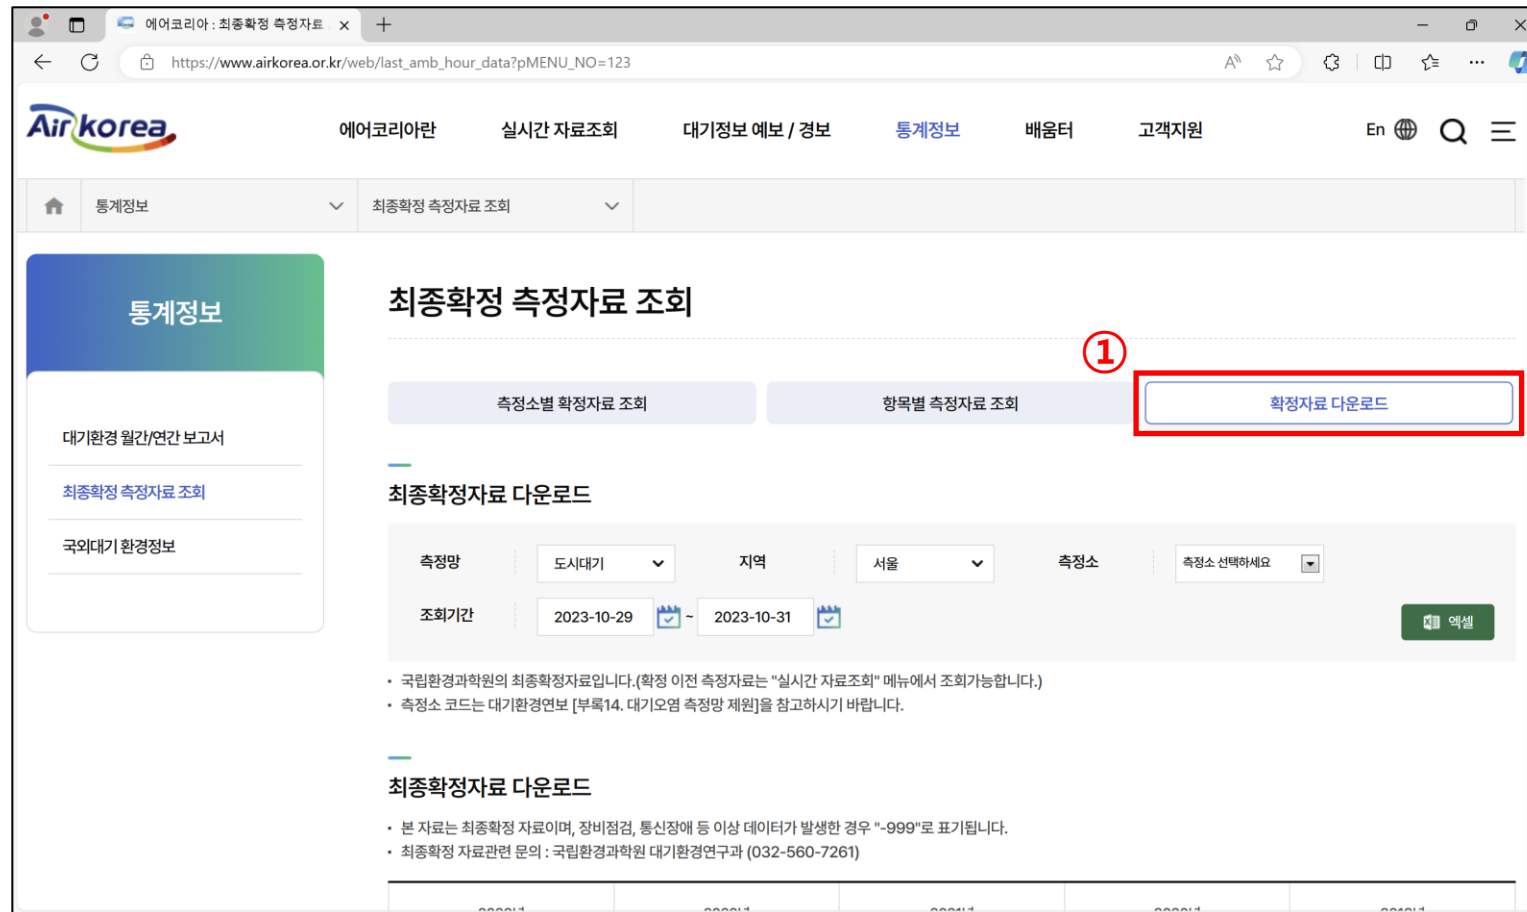 에어코리아 : 최종확정 측정자료
https://www.airkorea.or.kr/web/last_amb_hour_data?pMENU_NO=123
Airkorea
에어코리아란 실시간 자료조회 대기정보 예보 / 경보 통계정보 배움터 고객지원 En
통계정보 최종확정 측정자료 조회
통계정보
대기환경 월간/연간 보고서
최종확정 측정자료 조회
국외대기 환경정보
최종확정 측정자료 조회
①
측정소별 확정자료 조회 항목별 측정자료 조회 확정자료 다운로드
최종확정자료 다운로드
측정망 도시대기 지역 서울 측정소 측정소 선택하세요
조회기간 2023-10-29 ~ 2023-10-31 엑셀
• 국립환경과학원의 최종확정자료입니다.(확정 이전 측정자료는 "실시간 자료조회" 메뉴에서 조회가능합니다.)
• 측정소 코드는 대기환경연보 [부록14. 대기오염 측정망 제원]을 참고하시기 바랍니다.
최종확정자료 다운로드
• 본 자료는 최종확정 자료이며, 장비점검, 통신장애 등 이상 데이터가 발생한 경우 "-999"로 표기됩니다.
• 최종확정 자료관련 문의 : 국립환경과학원 대기환경연구과 (032-560-7261)